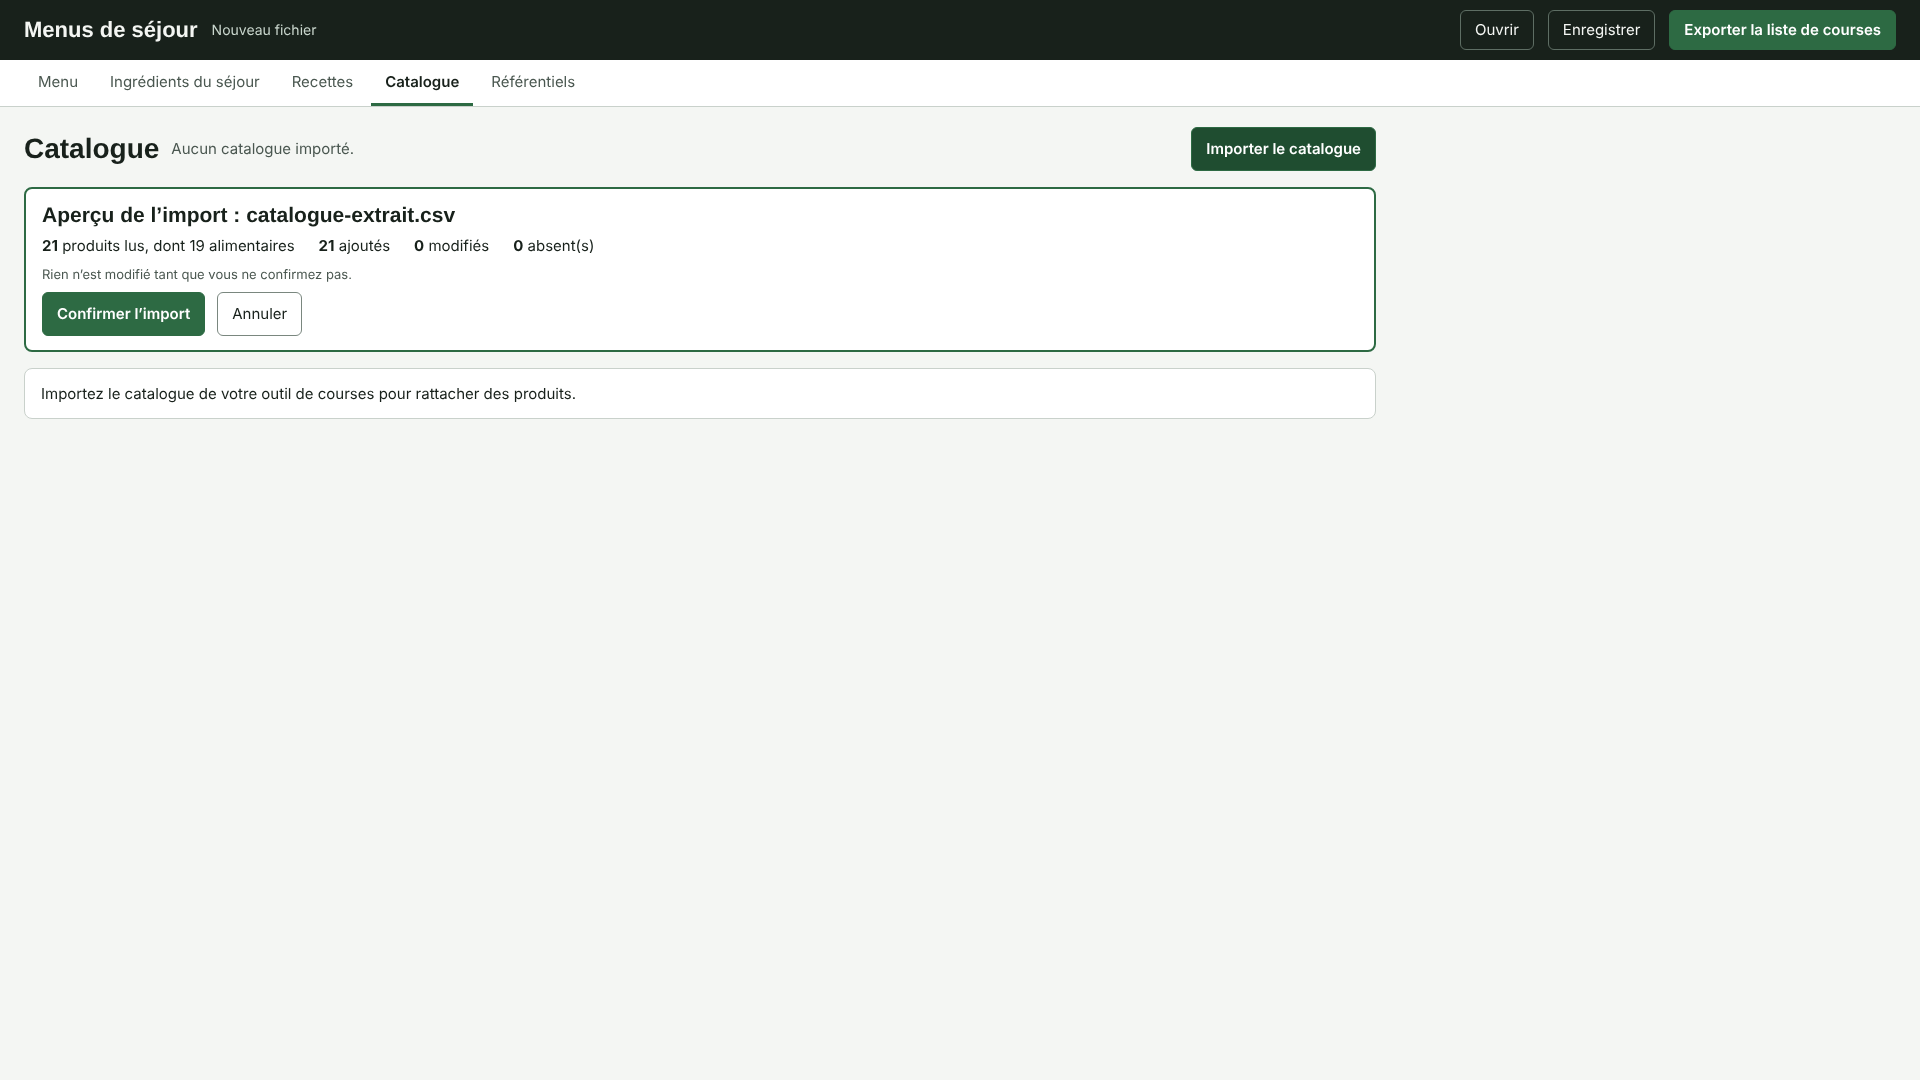 Menus de séjour Nouveau fichier Ouvrir Enregistrer Exporter la liste de courses
Menu Ingrédients du séjour Recettes Catalogue Référentiels
Catalogue Aucun catalogue importé. Importer le catalogue
Aperçu de l’import : catalogue-extrait.csv
21 produits lus, dont 19 alimentaires 21 ajoutés 0 modifiés 0 absent(s)
Rien n’est modifié tant que vous ne confirmez pas.
Confirmer l’import Annuler
Importez le catalogue de votre outil de courses pour rattacher des produits.